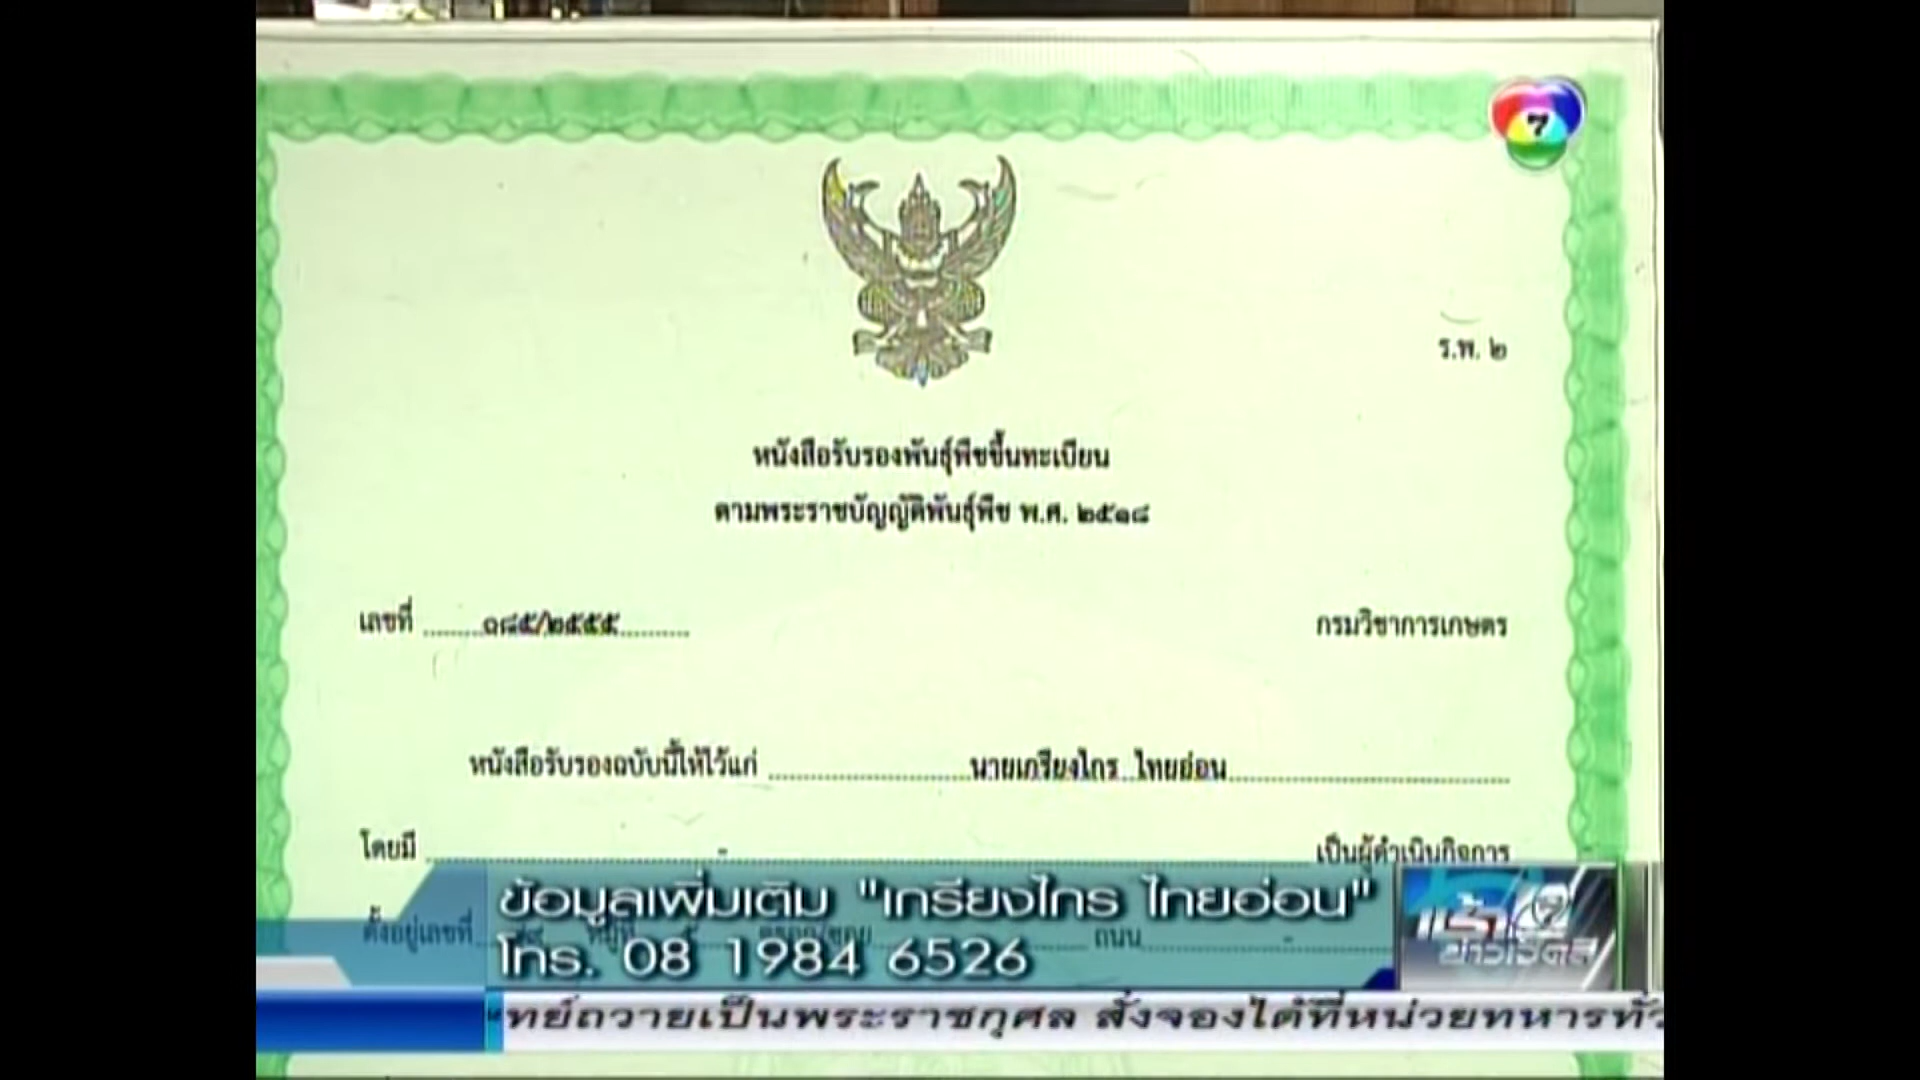 7
ร.พ. ๒
หนังสือรับรองพันธุ์พืชขึ้นทะเบียน
ตามพระราชบัญญัติพันธุ์พืช พ.ศ. ๒๕๑๘
เลขที่ ๑๘๕/๒๕๕๕
กรมวิชาการเกษตร
หนังสือรับรองฉบับนี้ให้ไว้แก่ นายเกรียงไกร ไทยอ่อน
โดยมี - เป็นผู้ดำเนินกิจการ
ข้อมูลเพิ่มเติม "เกรียงไกร ไทยอ่อน"
ตั้งอยู่เลขที่ หมู่ที่ ๕ ตรอก/ซอย ถนน -
โทร. 08 1984 6526
ทย์ถวายเป็นพระราชกุศล สั่งจองได้ที่หน่วยทหารทั่ว